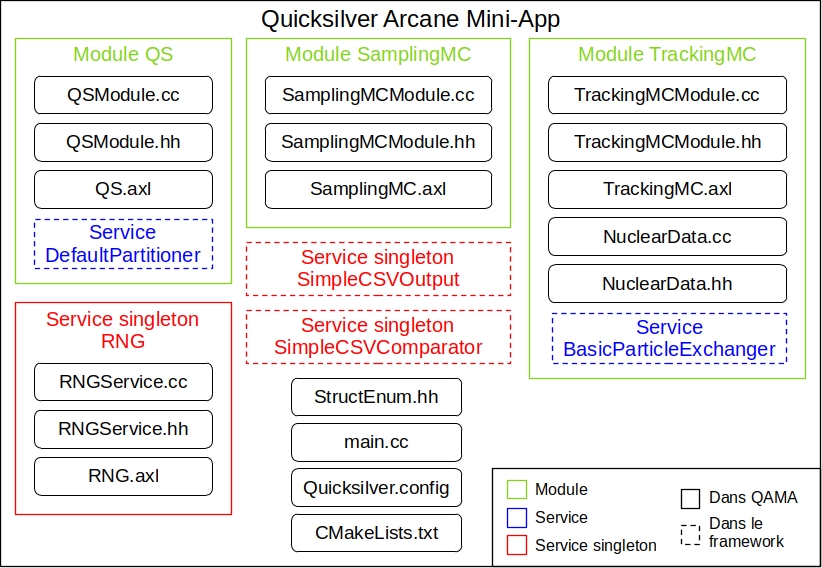 Quicksilver Arcane Mini-App
Module QS
QSModule.cc
QSModule.hh
QS.axl
Service
DefaultPartitioner
Service singleton
RNG
RNGService.cc
RNGService.hh
RNG.axl
Module SamplingMC
SamplingMCModule.cc
SamplingMCModule.hh
SamplingMC.axl
Service singleton
SimpleCSVOutput
Service singleton
SimpleCSVComparator
StructEnum.hh
main.cc
Quicksilver.config
CMakeLists.txt
Module TrackingMC
TrackingMCModule.cc
TrackingMCModule.hh
TrackingMC.axl
NuclearData.cc
NuclearData.hh
Service
BasicParticleExchanger
Module
Service
Service singleton
Dans QAMA
Dans le
framework